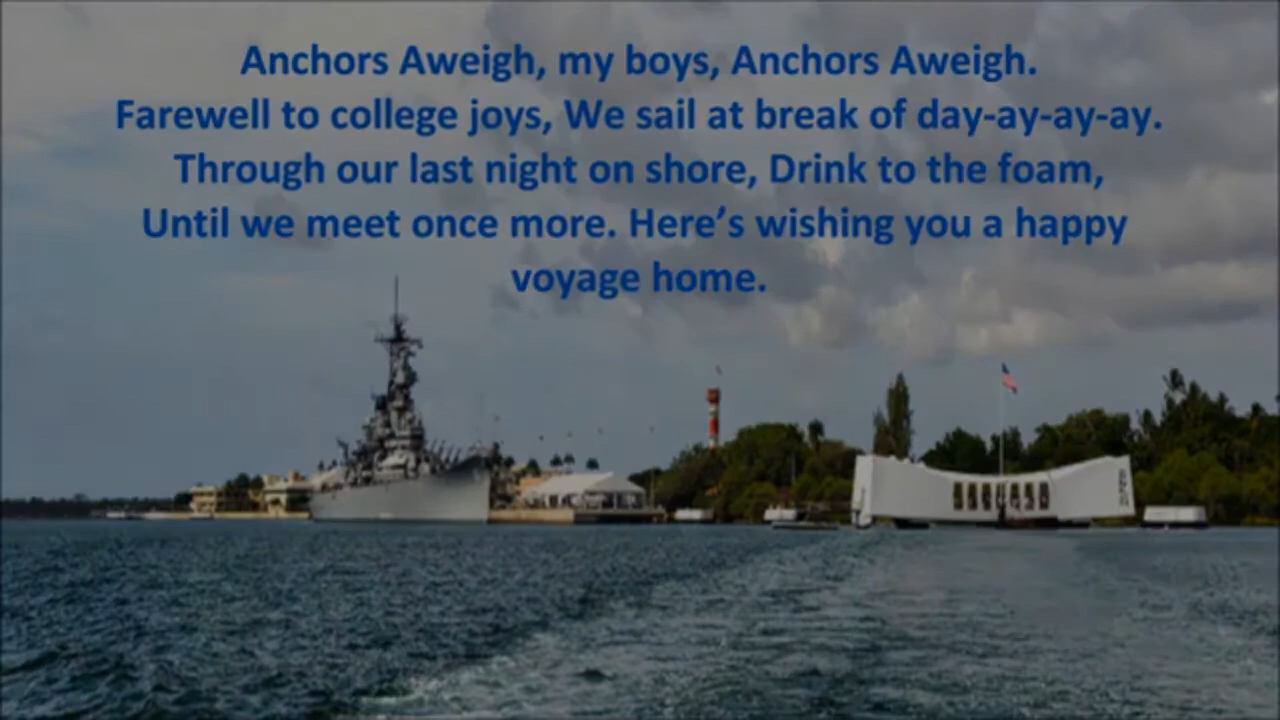 Anchors Aweigh, my boys, Anchors Aweigh.
Farewell to college joys, We sail at break of day-ay-ay-ay.
Through our last night on shore, Drink to the foam,
Until we meet once more. Here’s wishing you a happy
voyage home.